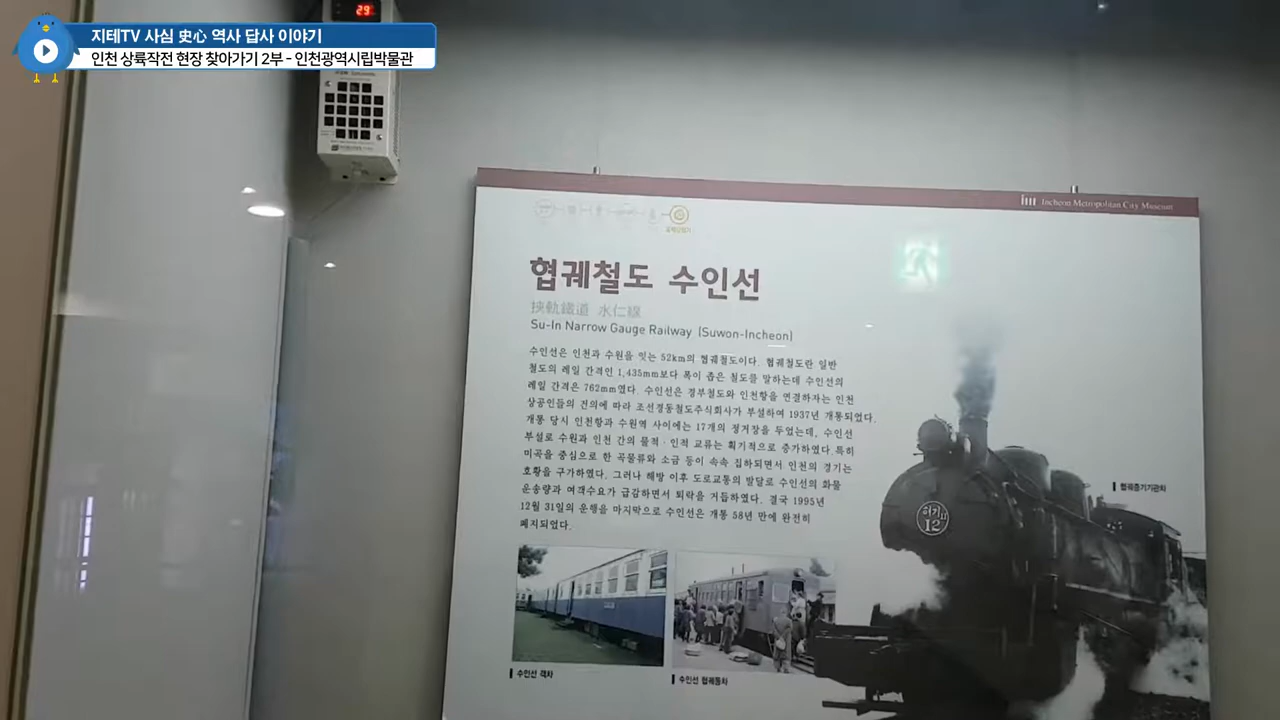 29
지테TV 사심 史心 역사 답사 이야기
인천 상륙작전 현장 찾아가기 2부 - 인천광역시립박물관
Incheon Metropolitan City Museum
협궤철도 수인선
挾軌鐵道 水仁線
Su-In Narrow Gauge Railway (Suwon-Incheon)
수인선은 인천과 수원을 잇는 52km의 협궤철도이다. 협궤철도란 일반
철도의 레일 간격인 1,435mm보다 폭이 좁은 철도를 말하는데 수인선의
레일 간격은 762mm였다. 수인선은 경부철도와 인천항을 연결하자는 인천
상공인들의 건의에 따라 조선경동철도주식회사가 부설하여 1937년 개통되었다.
개통 당시 인천항과 수원역 사이에는 17개의 정거장을 두었는데, 수인선
부설로 수원과 인천 간의 물적 · 인적 교류는 획기적으로 증가하였다. 특히
미곡을 중심으로 한 곡물류와 소금 등이 속속 집하되면서 인천의 경기는
호황을 구가하였다. 그러나 해방 이후 도로교통의 발달로 수인선의 화물
운송량과 여객수요가 급감하면서 퇴락을 거듭하였다. 결국 1995년
12월 31일의 운행을 마지막으로 수인선은 개통 58년 만에 완전히
폐지되었다.
협궤증기기관차
허기11
12
수인선 객차
수인선 협궤동차